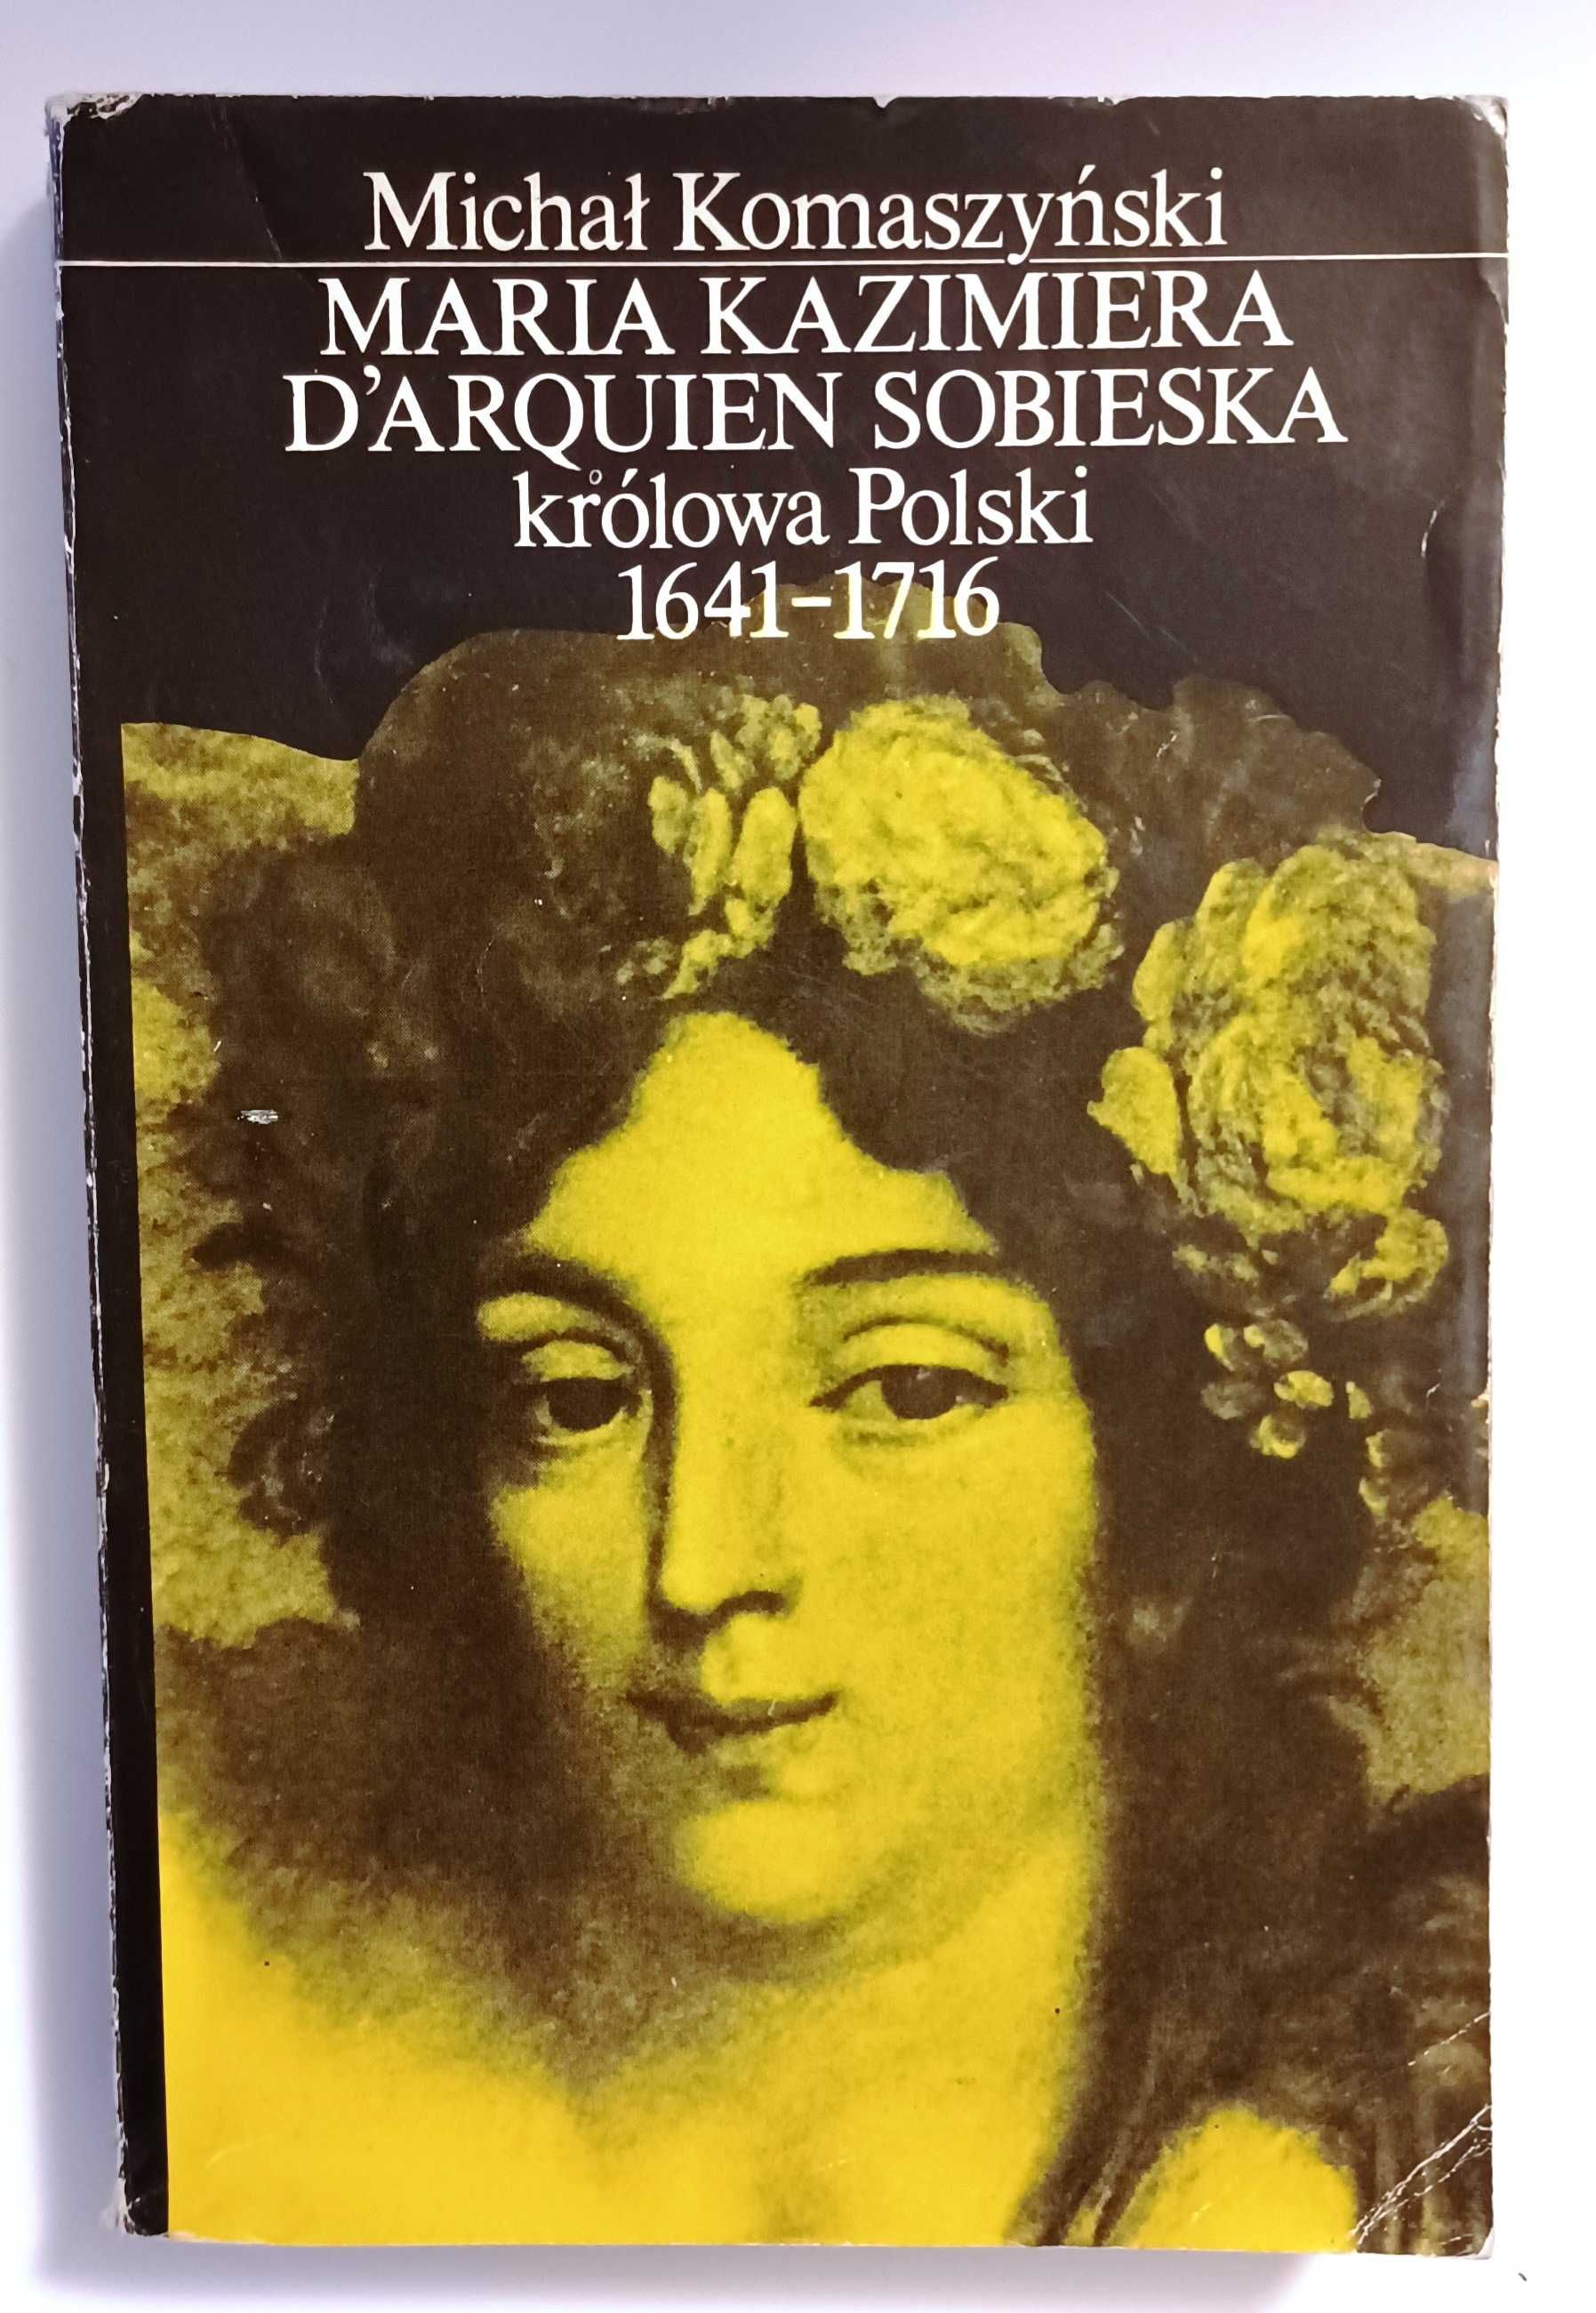 Michał Komaszyński
MARIA KAZIMIERA
D'ARQUIEN SOBIESKA
królowa Polski
1641-1716